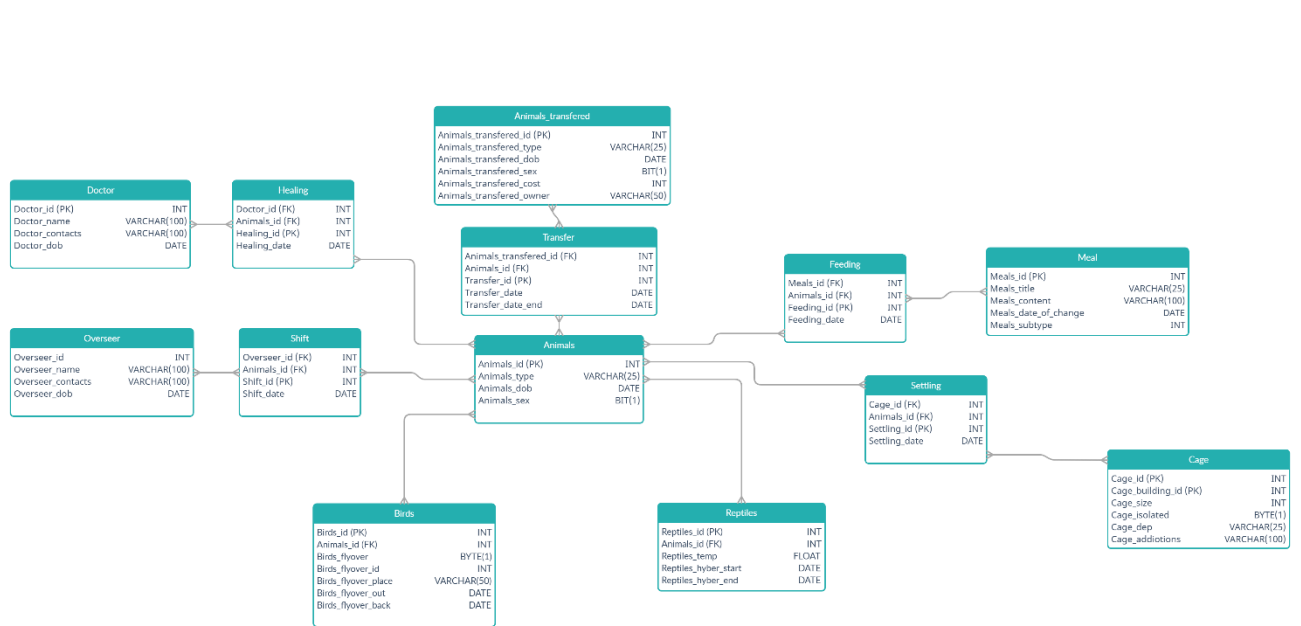 Animals_transfered
Animals_transfered_id (PK) INT
Animals_transfered_type VARCHAR(25)
Animals_transfered_dob DATE
Animals_transfered_sex BIT(1)
Animals_transfered_cost INT
Animals_transfered_owner VARCHAR(50)
Doctor
Doctor_id (PK) INT
Doctor_name VARCHAR(100)
Doctor_contacts VARCHAR(100)
Doctor_dob DATE
Healing
Doctor_id (FK) INT
Animals_id (FK) INT
Healing_id (PK) INT
Healing_date DATE
Transfer
Animals_transfered_id (FK) INT
Animals_id (FK) INT
Transfer_id (PK) INT
Transfer_date DATE
Transfer_date_end DATE
Feeding
Meals_id (FK) INT
Animals_id (FK) INT
Feeding_id (PK) INT
Feeding_date DATE
Meal
Meals_id (PK) INT
Meals_title VARCHAR(25)
Meals_content VARCHAR(100)
Meals_date_of_change DATE
Meals_subtype INT
Overseer
Overseer_id INT
Overseer_name VARCHAR(100)
Overseer_contacts VARCHAR(100)
Overseer_dob DATE
Shift
Overseer_id (FK) INT
Animals_id (FK) INT
Shift_id (PK) INT
Shift_date DATE
Animals
Animals_id (PK) INT
Animals_type VARCHAR(25)
Animals_dob DATE
Animals_sex BIT(1)
Settling
Cage_id (FK) INT
Animals_id (FK) INT
Settling_id (PK) INT
Settling_date DATE
Cage
Cage_id (PK) INT
Cage_building_id (PK) INT
Cage_size INT
Cage_isolated BYTE(1)
Cage_dep VARCHAR(25)
Cage_addiotions VARCHAR(100)
Birds
Birds_id (PK) INT
Animals_id (FK) INT
Birds_flyover BYTE(1)
Birds_flyover_id INT
Birds_flyover_place VARCHAR(50)
Birds_flyover_out DATE
Birds_flyover_back DATE
Reptiles
Reptiles_id (PK) INT
Animals_id (FK) INT
Reptiles_temp FLOAT
Reptiles_hyber_start DATE
Reptiles_hyber_end DATE